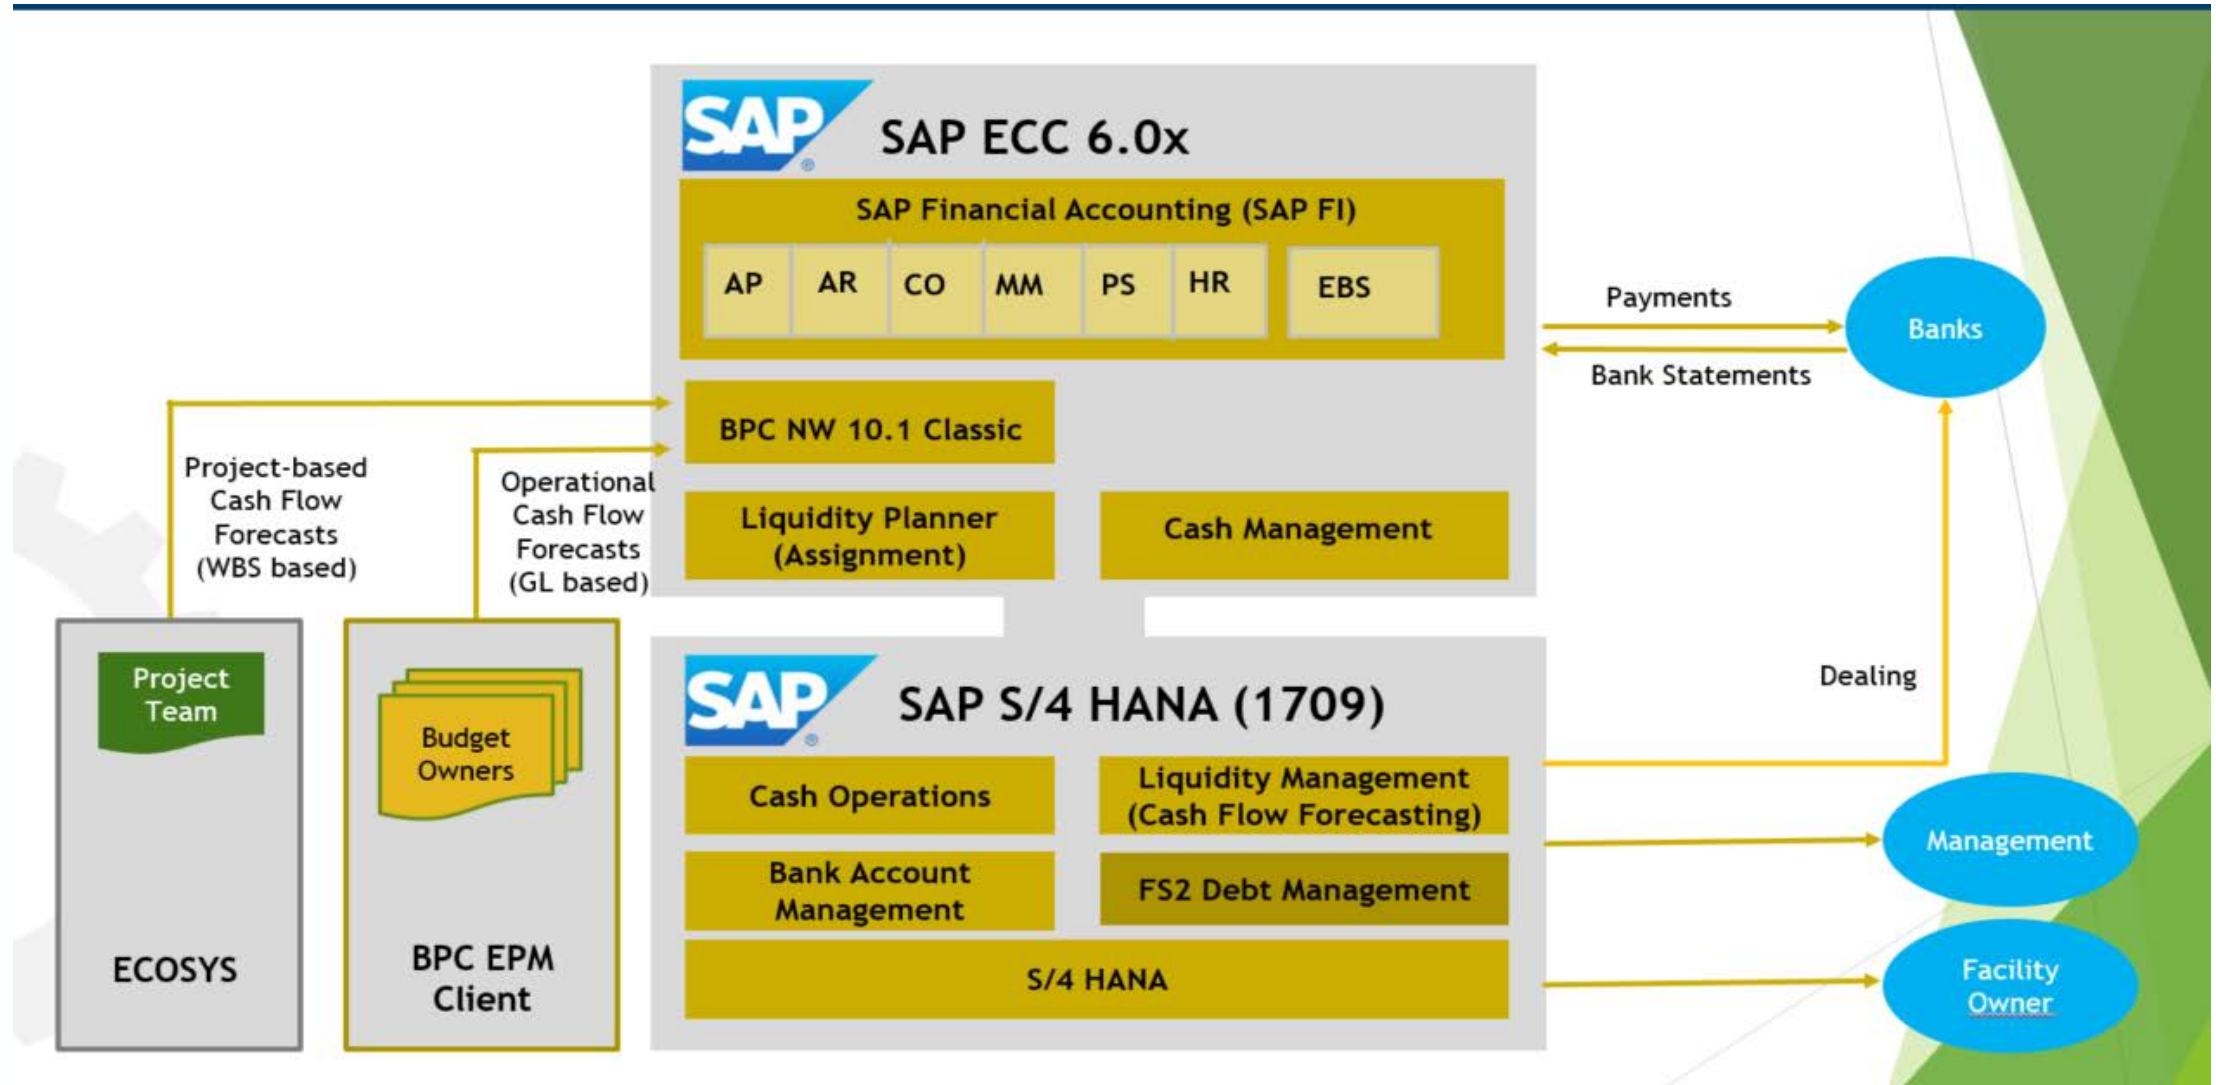 SAP
®
SAP ECC 6.0x
SAP Financial Accounting (SAP FI)
AP
AR
CO
MM
PS
HR
EBS
BPC NW 10.1 Classic
Liquidity Planner
(Assignment)
Cash Management
Payments
Bank Statements
Banks
Project-based
Cash Flow
Forecasts
(WBS based)
Operational
Cash Flow
Forecasts
(GL based)
Project
Team
ECOSYS
Budget
Owners
BPC EPM
Client
SAP
®
SAP S/4 HANA (1709)
Cash Operations
Liquidity Management
(Cash Flow Forecasting)
Bank Account
Management
FS2 Debt Management
S/4 HANA
Dealing
Management
Facility
Owner